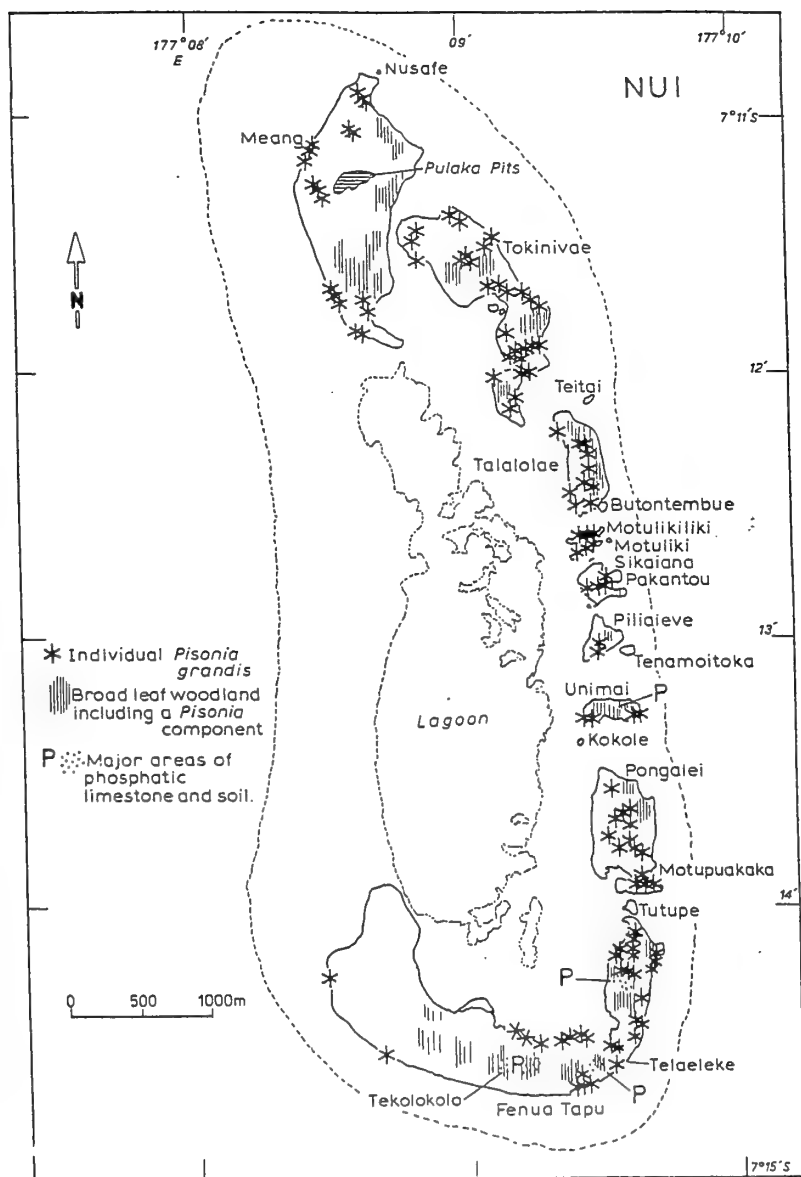 177°08′
E
09′
177°10′
NUI
7°11′S
Nusafe
Meang
Pulaka Pits
Tokinivae
N
12′
Teitgi
Talalolae
Butontembue
Motulikiliki
Motuliki
Sikaiana
Pakantou
Piliaieve
13′
Tenamoitoka
Individual Pisonia
grandis
Broad leaf woodland
including a Pisonia
component
P Major areas of
phosphatic
limestone and soil.
Unimai
P
Lagoon
Kokole
Pongalei
Motupuakaka
14′
Tutupe
P
0 500 1000m
P
Telaeleke
Tekolokolo
P
Fenua Tapu
7°15′S